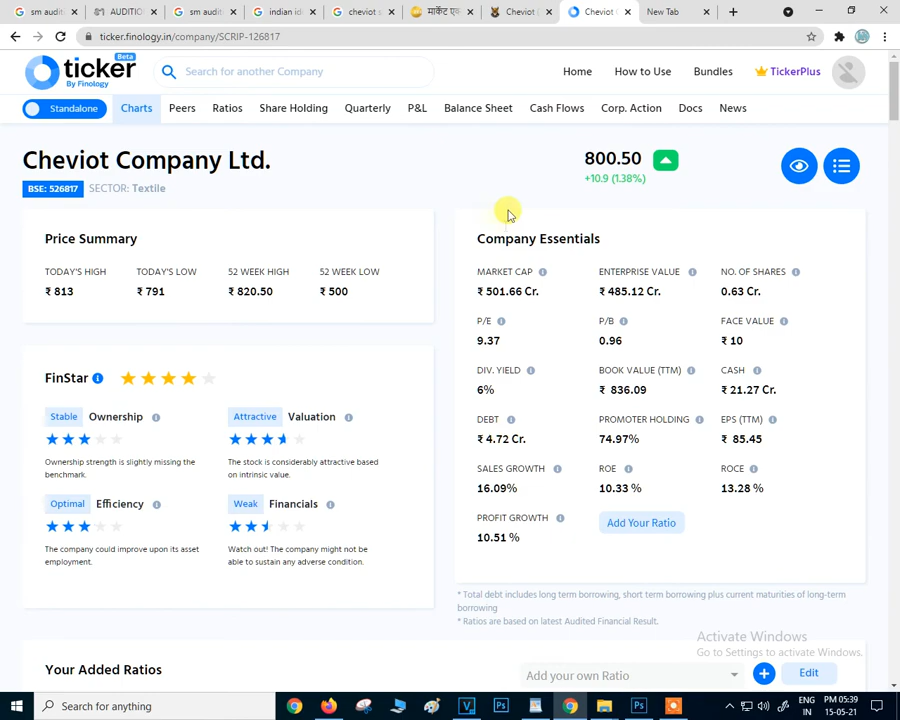 sm audit
AUDITION
sm audit
indian ide
cheviot s
मार्केट एक
Cheviot
Cheviot C
New Tab
ticker.finology.in/company/SCRIP-126817
ticker Beta
By Finology
Search for another Company
Home How to Use Bundles TickerPlus
Standalone Charts Peers Ratios Share Holding Quarterly P&L Balance Sheet Cash Flows Corp. Action Docs News
Cheviot Company Ltd.
BSE: 526817 SECTOR: Textile
800.50
+10.9 (1.38%)
Price Summary
TODAY'S HIGH TODAY'S LOW 52 WEEK HIGH 52 WEEK LOW
₹ 813 ₹ 791 ₹ 820.50 ₹ 500
Company Essentials
MARKET CAP ENTERPRISE VALUE NO. OF SHARES
₹ 501.66 Cr. ₹ 485.12 Cr. 0.63 Cr.
P/E P/B FACE VALUE
9.37 0.96 ₹ 10
DIV. YIELD BOOK VALUE (TTM) CASH
6% ₹ 836.09 ₹ 21.27 Cr.
DEBT PROMOTER HOLDING EPS (TTM)
₹ 4.72 Cr. 74.97% ₹ 85.45
SALES GROWTH ROE ROCE
16.09% 10.33 % 13.28 %
PROFIT GROWTH
10.51 %
Add Your Ratio
FinStar
Stable Ownership
Ownership strength is slightly missing the
benchmark.
Attractive Valuation
The stock is considerably attractive based
on intrinsic value.
Optimal Efficiency
The company could improve upon its asset
employment.
Weak Financials
Watch out! The company might not be
able to sustain any adverse condition.
* Total debt includes long term borrowing, short term borrowing plus current maturities of long-term
borrowing
* Ratios are based on latest Audited Financial Result.
Your Added Ratios
Add your own Ratio
Edit
Activate Windows
Go to Settings to activate Windows.
Search for anything
ENG
IN
PM 05:39
15-05-21